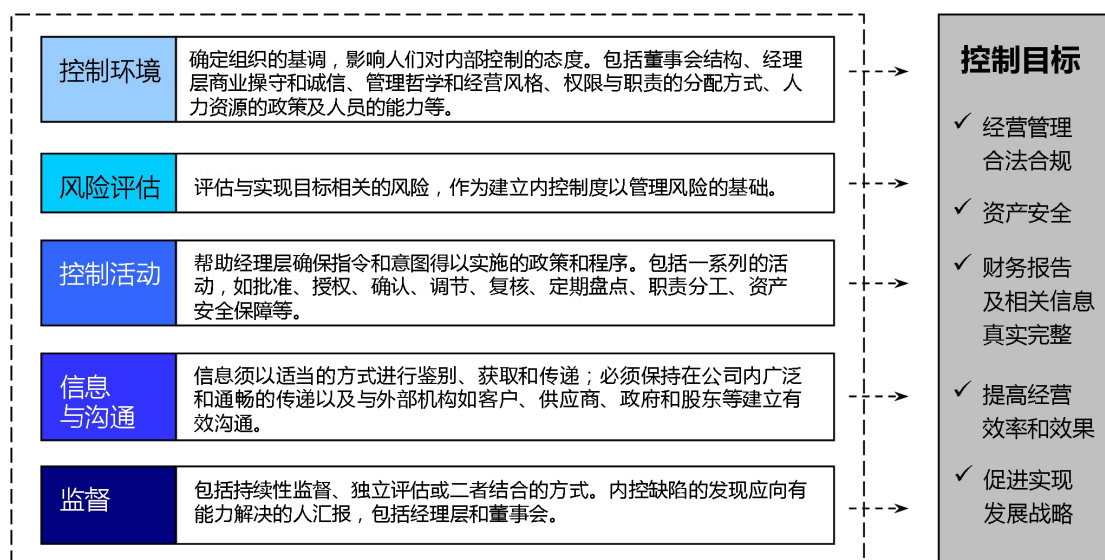 控制环境
确定组织的基调，影响人们对内部控制的态度。包括董事会结构、经理
层商业操守和诚信、管理哲学和经营风格、权限与职责的分配方式、人
力资源的政策及人员的能力等。
风险评估
评估与实现目标相关的风险，作为建立内控制度以管理风险的基础。
控制活动
帮助经理层确保指令和意图得以实施的政策和程序。包括一系列的活
动，如批准、授权、确认、调节、复核、定期盘点、职责分工、资产
安全保障等。
信息
与沟通
信息须以适当的方式进行鉴别、获取和传递；必须保持在公司内广泛
和通畅的传递以及与外部机构如客户、供应商、政府和股东等建立有
效沟通。
监督
包括持续性监督、独立评估或二者结合的方式。内控缺陷的发现应向有
能力解决的人汇报，包括经理层和董事会。
控制目标
✓ 经营管理
合法合规
✓ 资产安全
✓ 财务报告
及相关信息
真实完整
✓ 提高经营
效率和效果
✓ 促进实现
发展战略